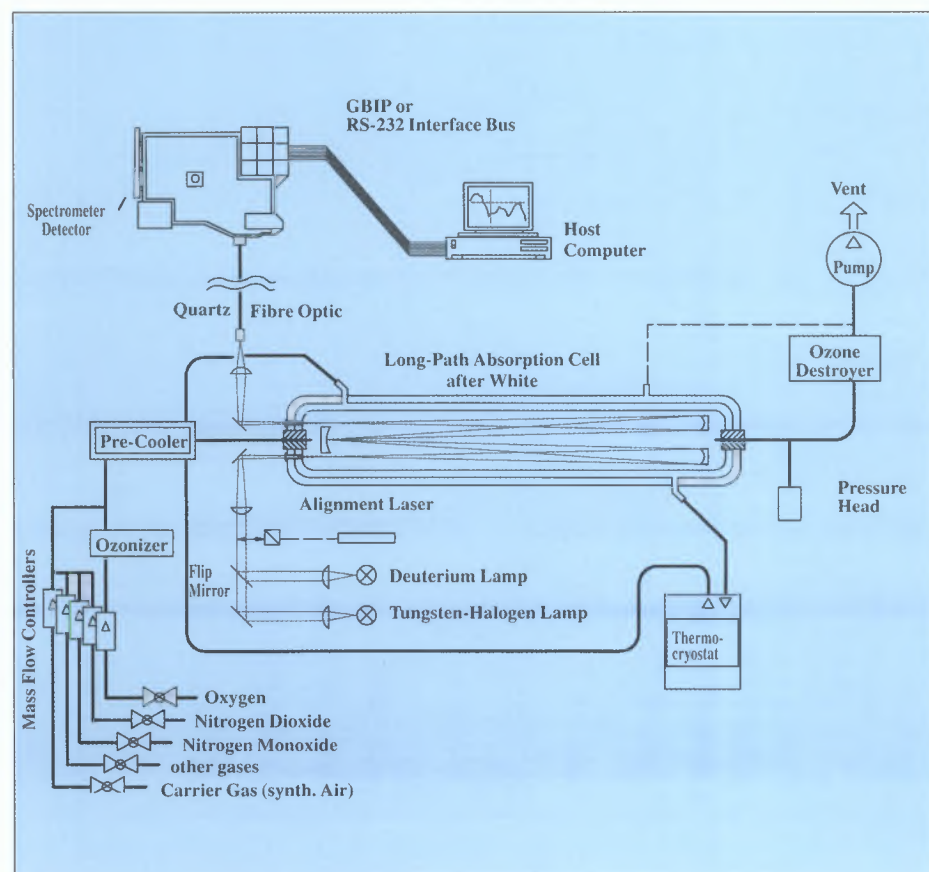 GBIP or
RS-232 Interface Bus
Spectrometer
Detector
Host
Computer
Vent
Pump
Quartz Fibre Optic
Ozone
Destroyer
Long-Path Absorption Cell
after White
Pre-Cooler
Pressure
Head
Alignment Laser
Ozonizer
Flip
Mirror
Deuterium Lamp
Tungsten-Halogen Lamp
Mass Flow Controllers
Thermo-
cryostat
Oxygen
Nitrogen Dioxide
Nitrogen Monoxide
other gases
Carrier Gas (synth. Air)